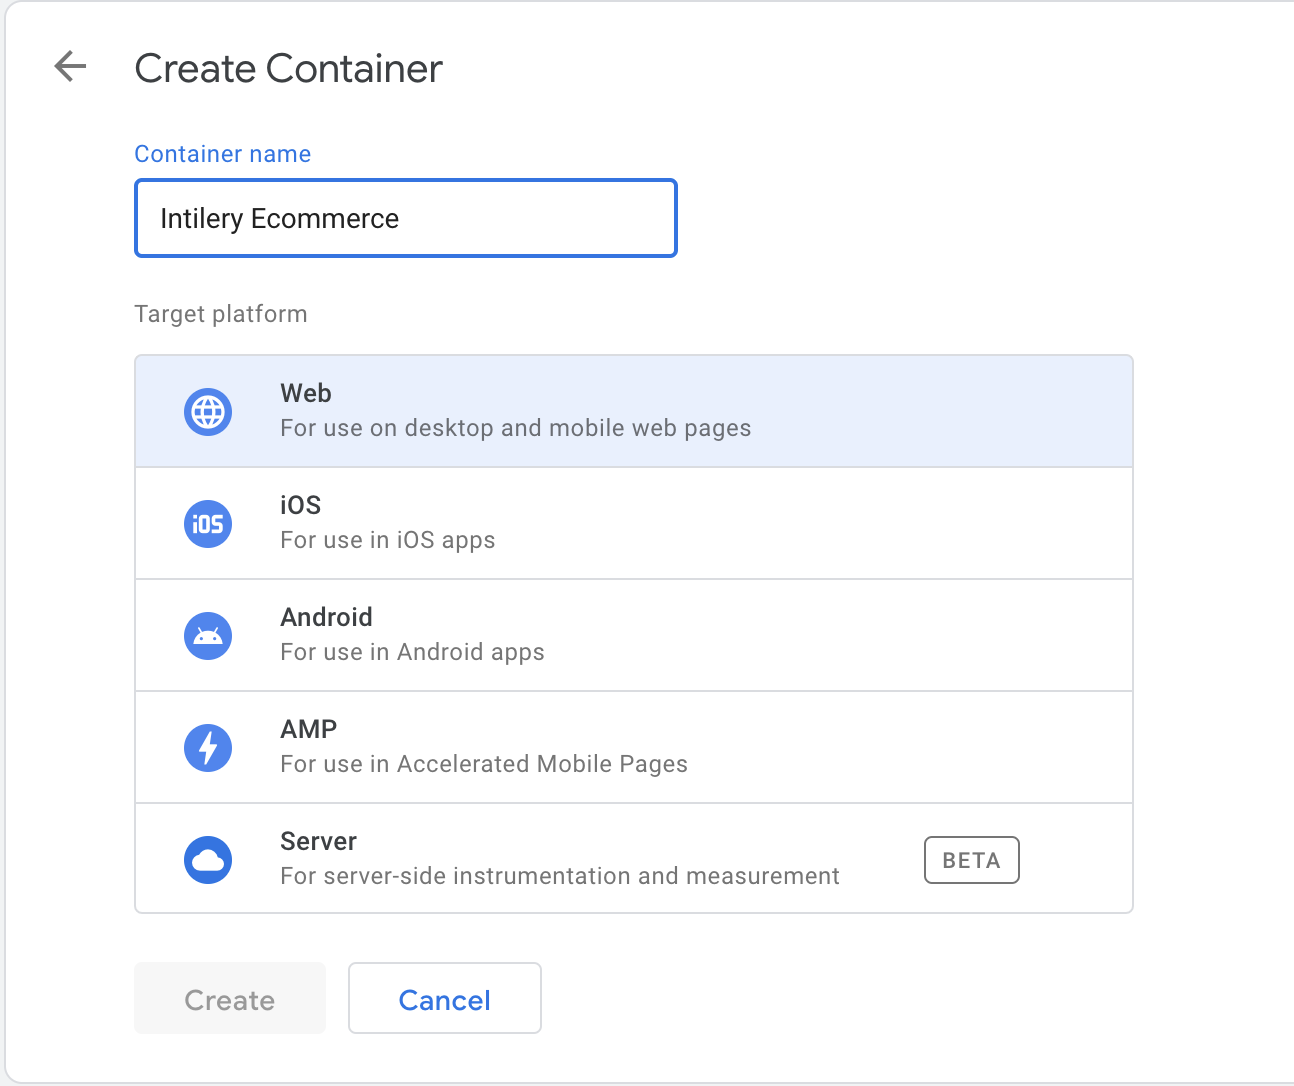 Create Container
Container name
Intilery Ecommerce
Target platform
Web
For use on desktop and mobile web pages
iOS
iOS
For use in iOS apps
Android
For use in Android apps
AMP
For use in Accelerated Mobile Pages
Server
For server-side instrumentation and measurement
BETA
Create
Cancel